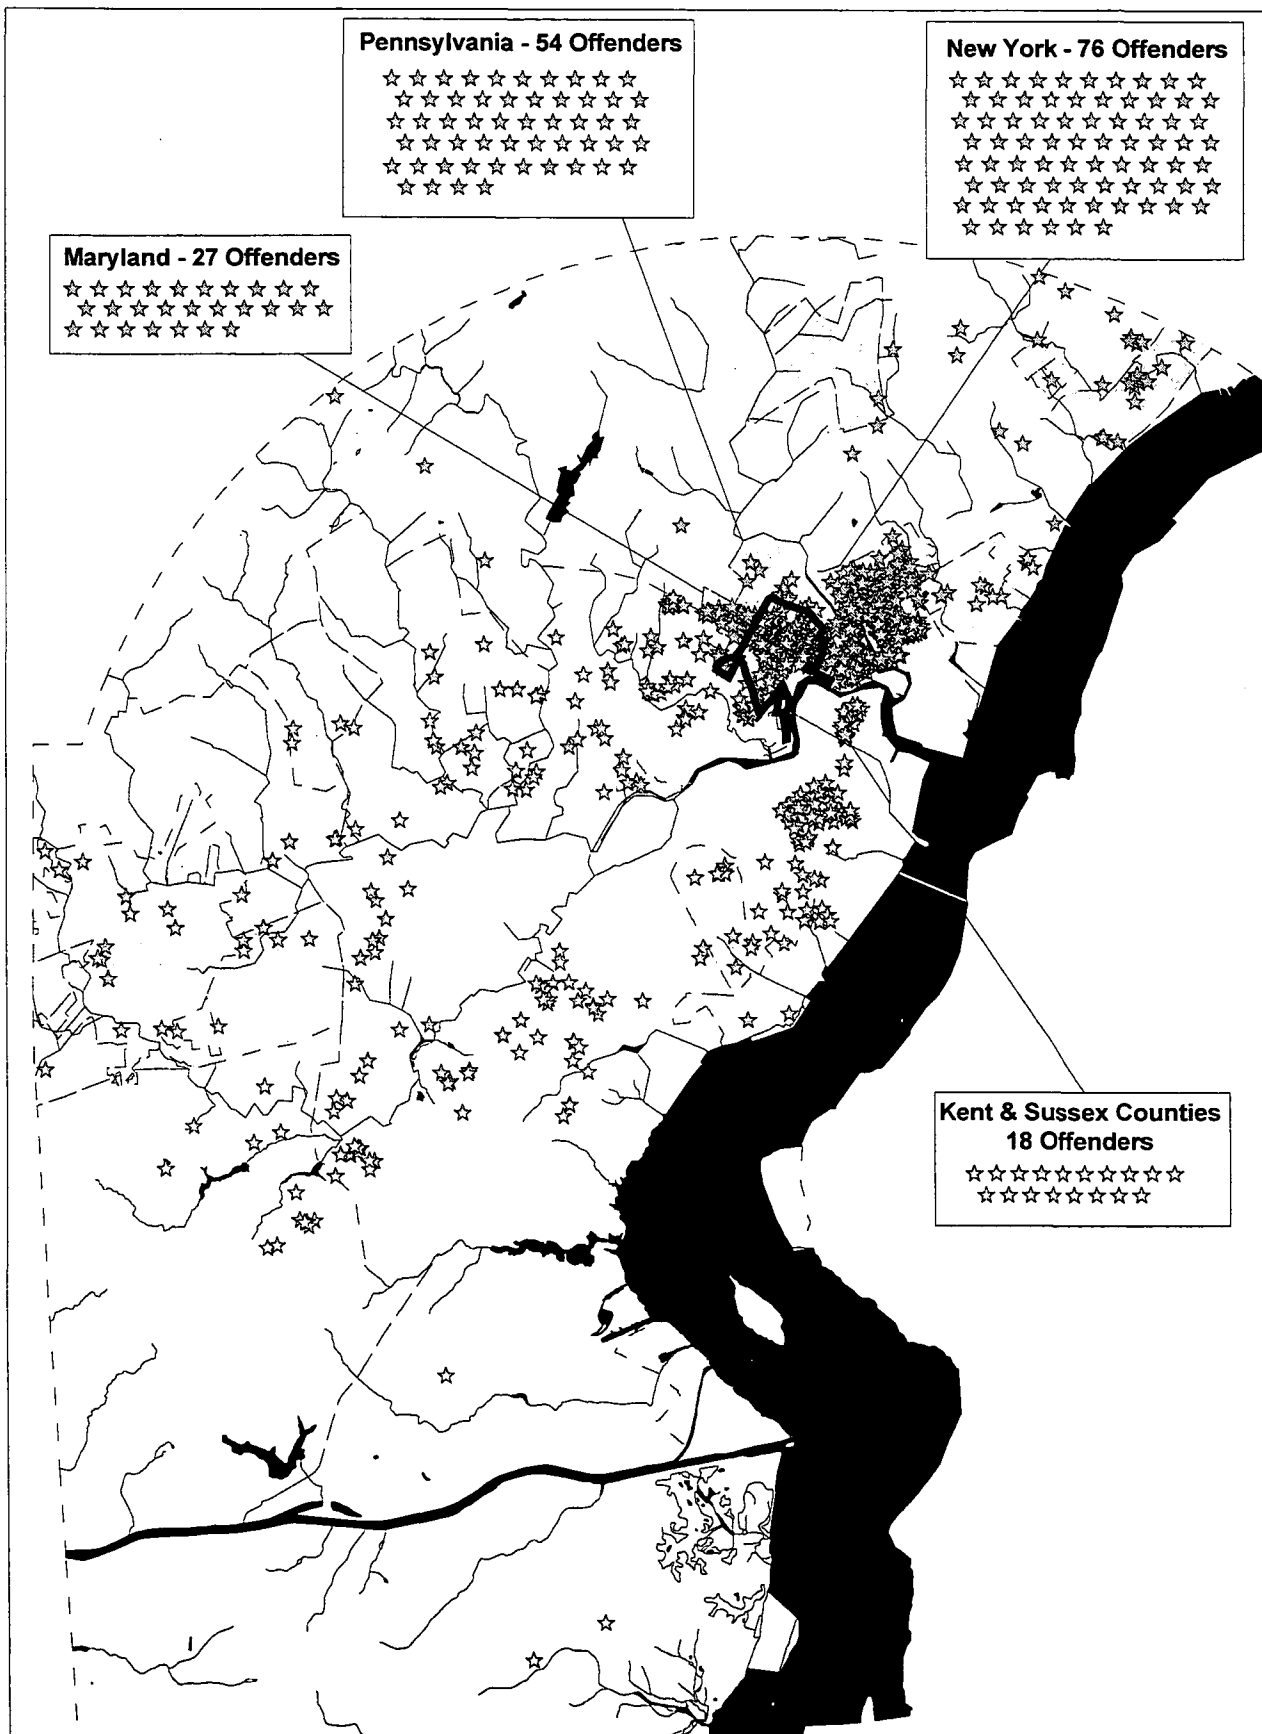 Pennsylvania - 54 Offenders
New York - 76 Offenders
Maryland - 27 Offenders
Kent & Sussex Counties
18 Offenders